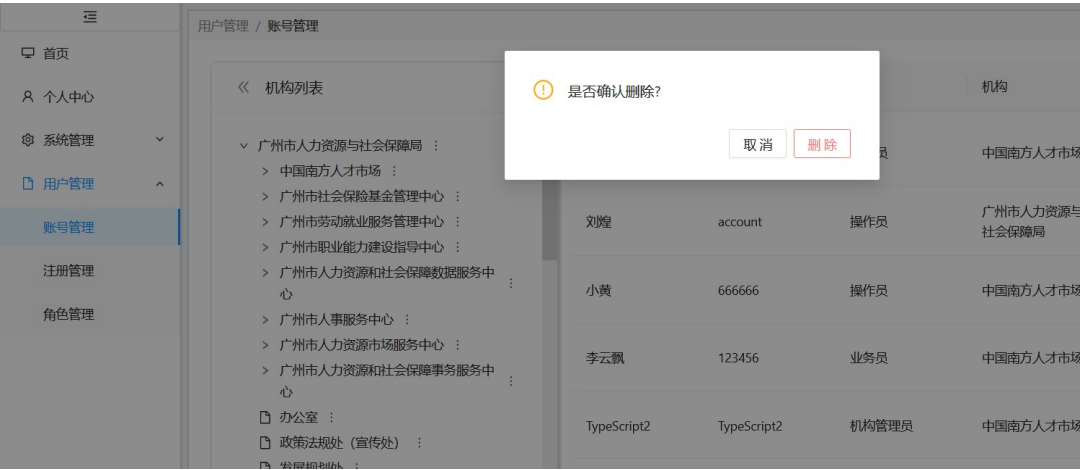 用户管理 / 账号管理
首页
个人中心
系统管理
用户管理
账号管理
注册管理
角色管理
机构列表
广州市人力资源与社会保障局
中国南方人才市场
广州市社会保险基金管理中心
广州市劳动就业服务管理中心
广州市职业能力建设指导中心
广州市人力资源和社会保障数据服务中
心
广州市人事服务中心
广州市人力资源市场服务中心
广州市人力资源和社会保障事务服务中
心
办公室
政策法规处（宣传处）
发展规划处
是否确认删除?
取消 删除
机构
员 中国南方人才市场
刘煌 account 操作员 广州市人力资源与
社会保障局
小黄 666666 操作员 中国南方人才市场
李云飘 123456 业务员 中国南方人才市场
TypeScript2 TypeScript2 机构管理员 中国南方人才市场